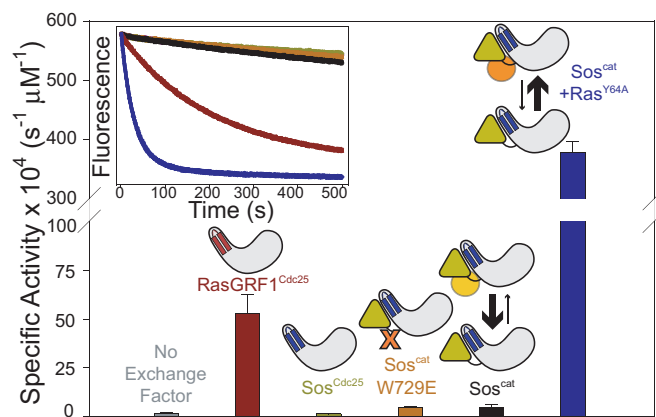 Specific Activity x 10⁴ (s⁻¹ μM⁻¹)
600
500
400
300
100
75
50
25
0
Fluorescence
0 100 200 300 400 500
Time (s)
Sos^cat
+Ras^Y64A
RasGRF1^Cdc25
No
Exchange
Factor
Sos^Cdc25
X
Sos^cat
W729E
Sos^cat